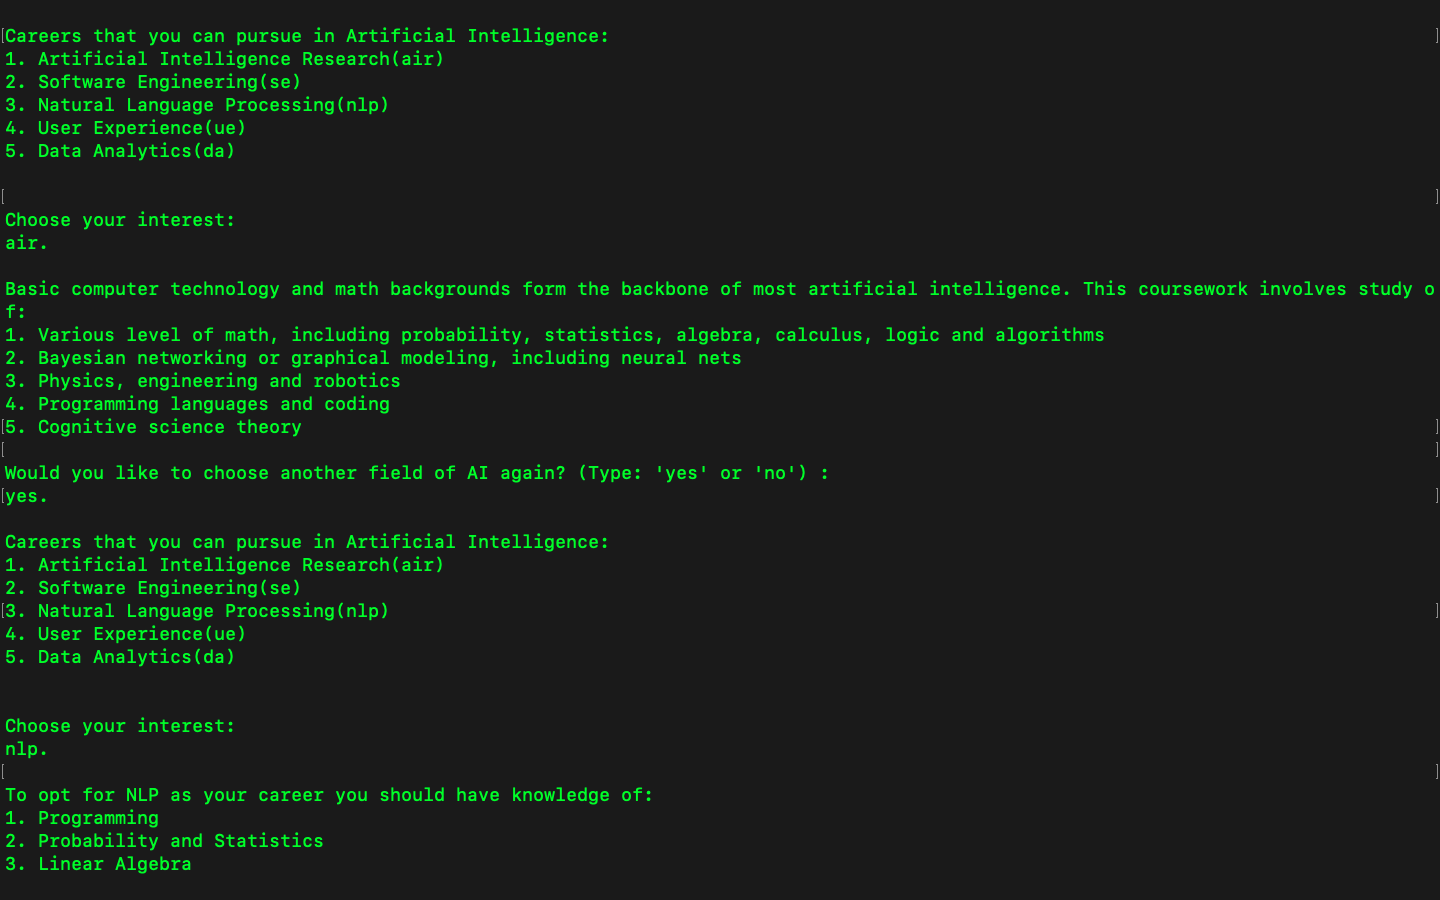 Careers that you can pursue in Artificial Intelligence:
1. Artificial Intelligence Research(air)
2. Software Engineering(se)
3. Natural Language Processing(nlp)
4. User Experience(ue)
5. Data Analytics(da)
Choose your interest:
air.
Basic computer technology and math backgrounds form the backbone of most artificial intelligence. This coursework involves study o
f:
1. Various level of math, including probability, statistics, algebra, calculus, logic and algorithms
2. Bayesian networking or graphical modeling, including neural nets
3. Physics, engineering and robotics
4. Programming languages and coding
5. Cognitive science theory
Would you like to choose another field of AI again? (Type: 'yes' or 'no') :
yes.
Careers that you can pursue in Artificial Intelligence:
1. Artificial Intelligence Research(air)
2. Software Engineering(se)
3. Natural Language Processing(nlp)
4. User Experience(ue)
5. Data Analytics(da)
Choose your interest:
nlp.
To opt for NLP as your career you should have knowledge of:
1. Programming
2. Probability and Statistics
3. Linear Algebra